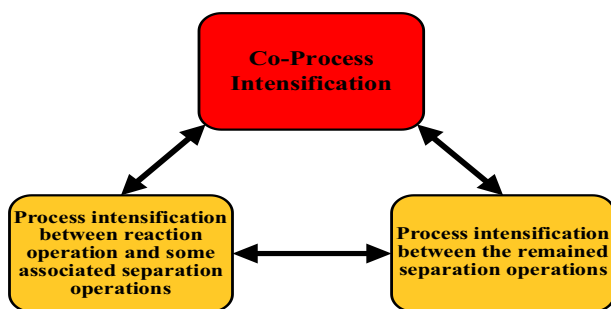 Co-Process
Intensification
Process intensification
between reaction
operation and some
associated separation
operations
Process intensification
between the remained
separation operations